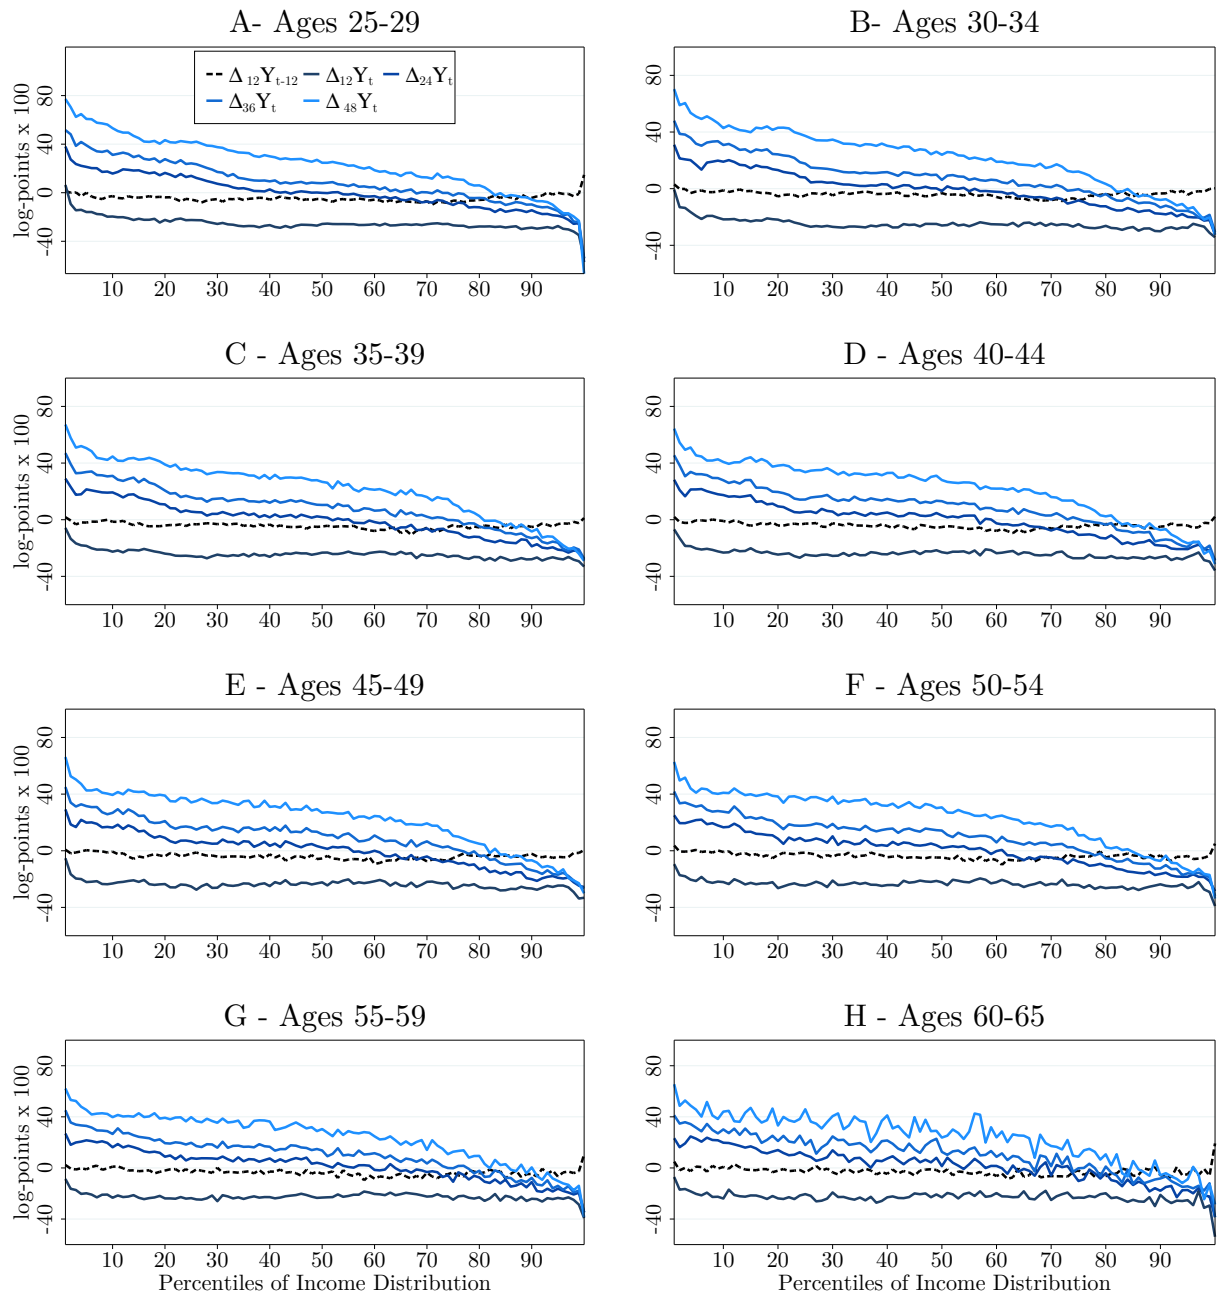 A- Ages 25-29
B- Ages 30-34
Δ12Yt-12 Δ12Yt Δ24Yt
Δ36Yt Δ48Yt
log-points x 100
-40 0 40 80
10 20 30 40 50 60 70 80 90
-40 0 40 80
10 20 30 40 50 60 70 80 90
C - Ages 35-39
D - Ages 40-44
log-points x 100
-40 0 40 80
10 20 30 40 50 60 70 80 90
-40 0 40 80
10 20 30 40 50 60 70 80 90
E - Ages 45-49
F - Ages 50-54
log-points x 100
-40 0 40 80
10 20 30 40 50 60 70 80 90
-40 0 40 80
10 20 30 40 50 60 70 80 90
G - Ages 55-59
H - Ages 60-65
log-points x 100
-40 0 40 80
10 20 30 40 50 60 70 80 90
Percentiles of Income Distribution
-40 0 40 80
10 20 30 40 50 60 70 80 90
Percentiles of Income Distribution